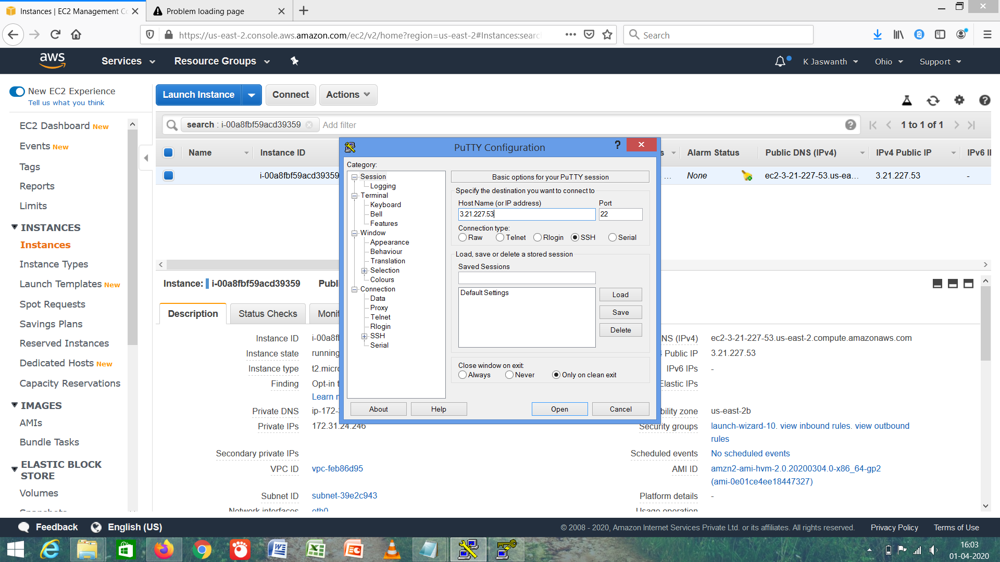 Instances | EC2 Management Co
Problem loading page
https://us-east-2.console.aws.amazon.com/ec2/v2/home?region=us-east-2#Instances:searc
Search
aws
Services
Resource Groups
K Jaswanth
Ohio
Support
New EC2 Experience
Tell us what you think
Launch Instance
Connect
Actions
search : i-00a8fbf59acd39359
Add filter
1 to 1 of 1
EC2 Dashboard New
Events New
Tags
Reports
Limits
INSTANCES
Instances
Instance Types
Launch Templates New
Spot Requests
Savings Plans
Reserved Instances
Dedicated Hosts New
Capacity Reservations
IMAGES
AMIs
Bundle Tasks
ELASTIC BLOCK
STORE
Volumes
Snapshots
Name
Instance ID
s
Alarm Status
Public DNS (IPv4)
IPv4 Public IP
IPv6 I
i-00a8fbf59acd39359
...
None
ec2-3-21-227-53.us-ea...
3.21.227.53
-
PuTTY Configuration
?
Category:
Session
Logging
Terminal
Keyboard
Bell
Features
Window
Appearance
Behaviour
Translation
Selection
Colours
Connection
Data
Proxy
Telnet
Rlogin
SSH
Serial
Basic options for your PuTTY session
Specify the destination you want to connect to
Host Name (or IP address)
Port
3.21.227.53
22
Connection type:
Raw
Telnet
Rlogin
SSH
Serial
Load, save or delete a stored session
Saved Sessions
Default Settings
Load
Save
Delete
Close window on exit:
Always
Never
Only on clean exit
About
Help
Open
Cancel
Instance: i-00a8fbf59acd39359
Publi
Description
Status Checks
Monit
Instance ID
i-00a8fb
Instance state
running
Instance type
t2.micro
Finding
Opt-in t
Learn m
Private DNS
ip-172-3
Private IPs
172.31.24.246
Secondary private IPs
VPC ID
vpc-feb86d95
Subnet ID
subnet-39e2c943
Network interfaces
eth0
NS (IPv4)
ec2-3-21-227-53.us-east-2.compute.amazonaws.com
Public IP
3.21.227.53
IPv6 IPs
-
Elastic IPs
bility zone
us-east-2b
Security groups
launch-wizard-10. view inbound rules. view outbound
rules
Scheduled events
No scheduled events
AMI ID
amzn2-ami-hvm-2.0.20200304.0-x86_64-gp2
(ami-0e01ce4ee18447327)
Platform details
-
Usage operation
Feedback
English (US)
© 2008 - 2020, Amazon Internet Services Private Ltd. or its affiliates. All rights reserved.
Privacy Policy
Terms of Use
16:03
01-04-2020